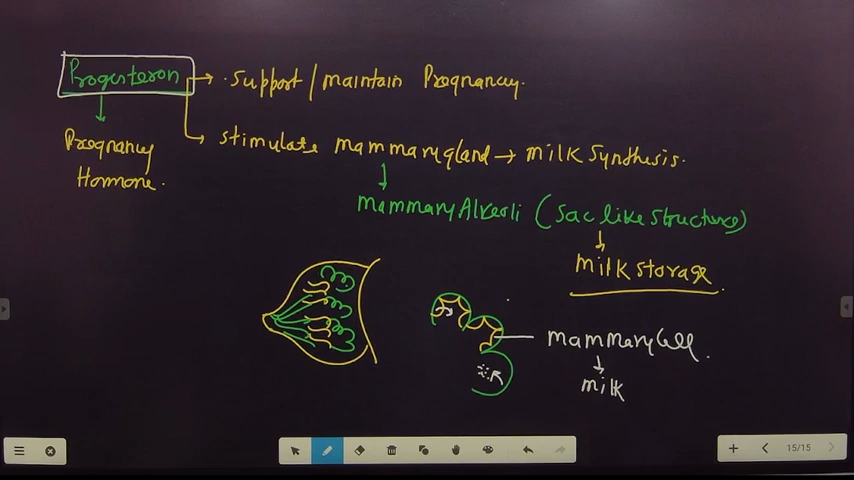 Progesteron → . Support / maintain Pregnancy.
Pregnancy
Hormone.
Stimulate mammary gland → milk Synthesis.
mammary Alveoli (Sac like structure)
milk storage
mammary Cell
milk
15/15